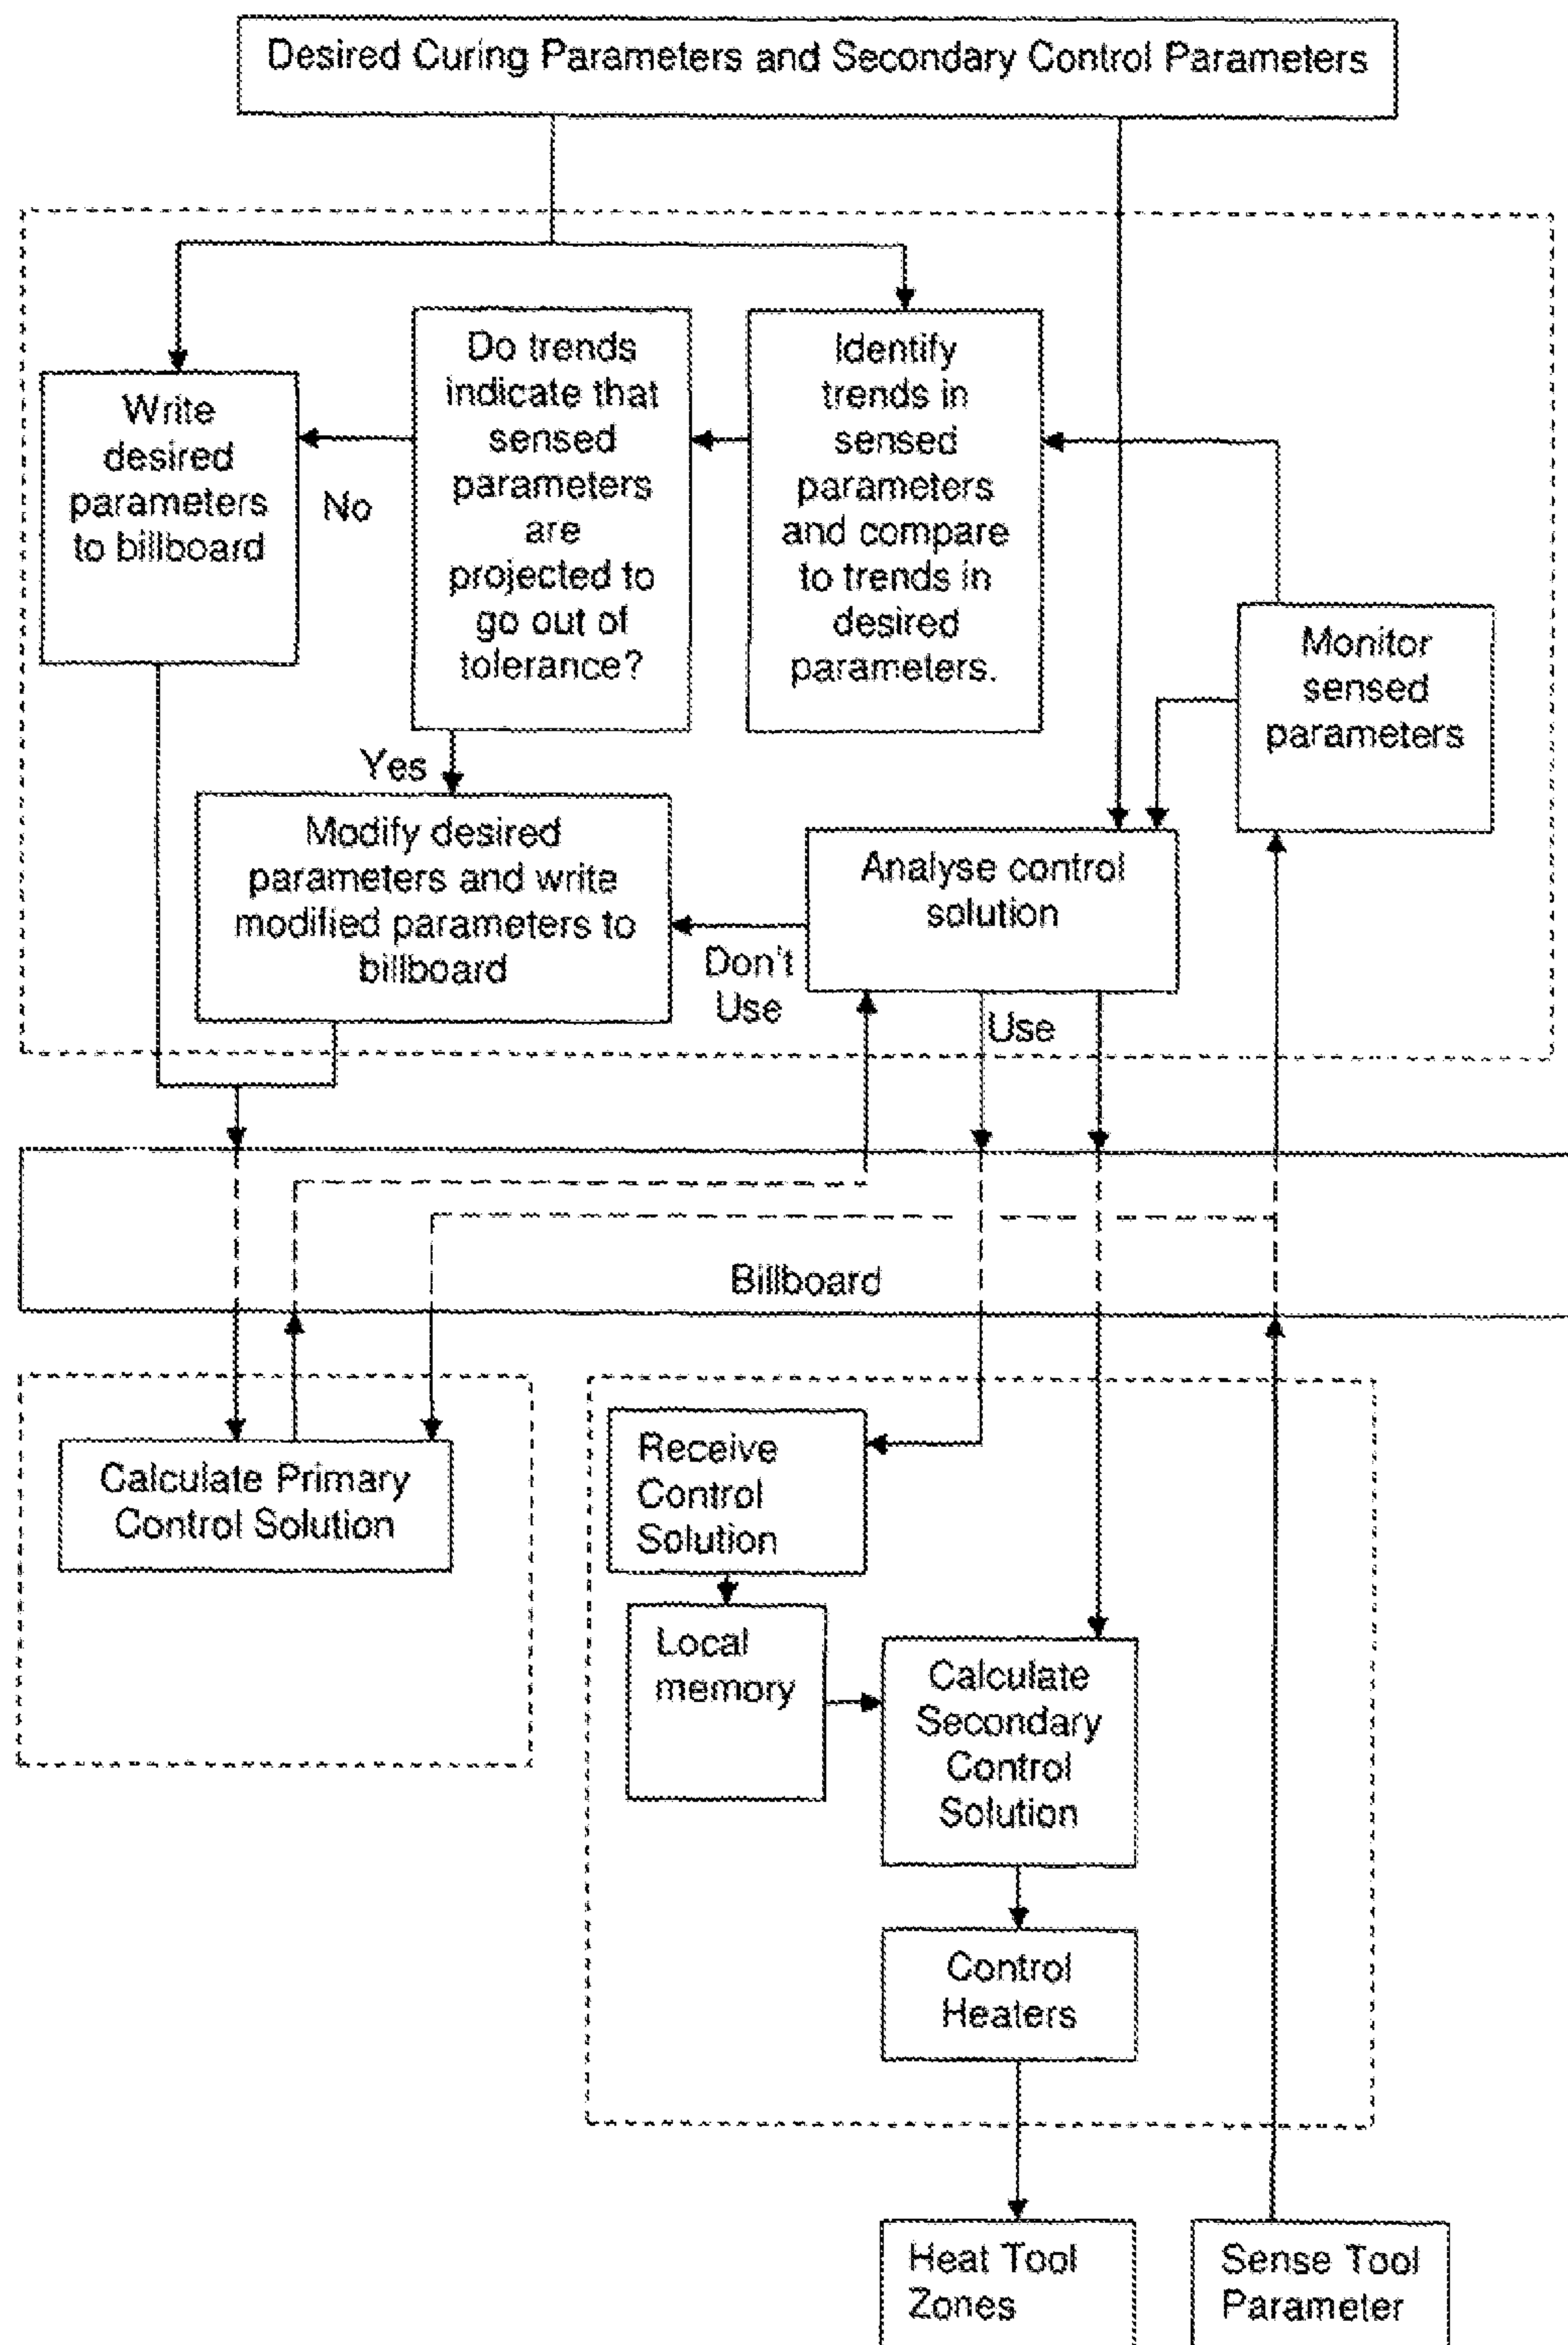 Desired Curing Parameters and Secondary Control Parameters
Write
desired
parameters
to billboard
No
Do trends
indicate that
sensed
parameters
are
projected to
go out of
tolerance?
Identify
trends in
sensed
parameters
and compare
to trends in
desired
parameters.
Monitor
sensed
parameters
Yes
Modify desired
parameters and write
modified parameters to
billboard
Don't
Use
Analyse control
solution
Use
Billboard
Calculate Primary
Control Solution
Receive
Control
Solution
Local
memory
Calculate
Secondary
Control
Solution
Control
Heaters
Heat Tool
Zones
Sense Tool
Parameter